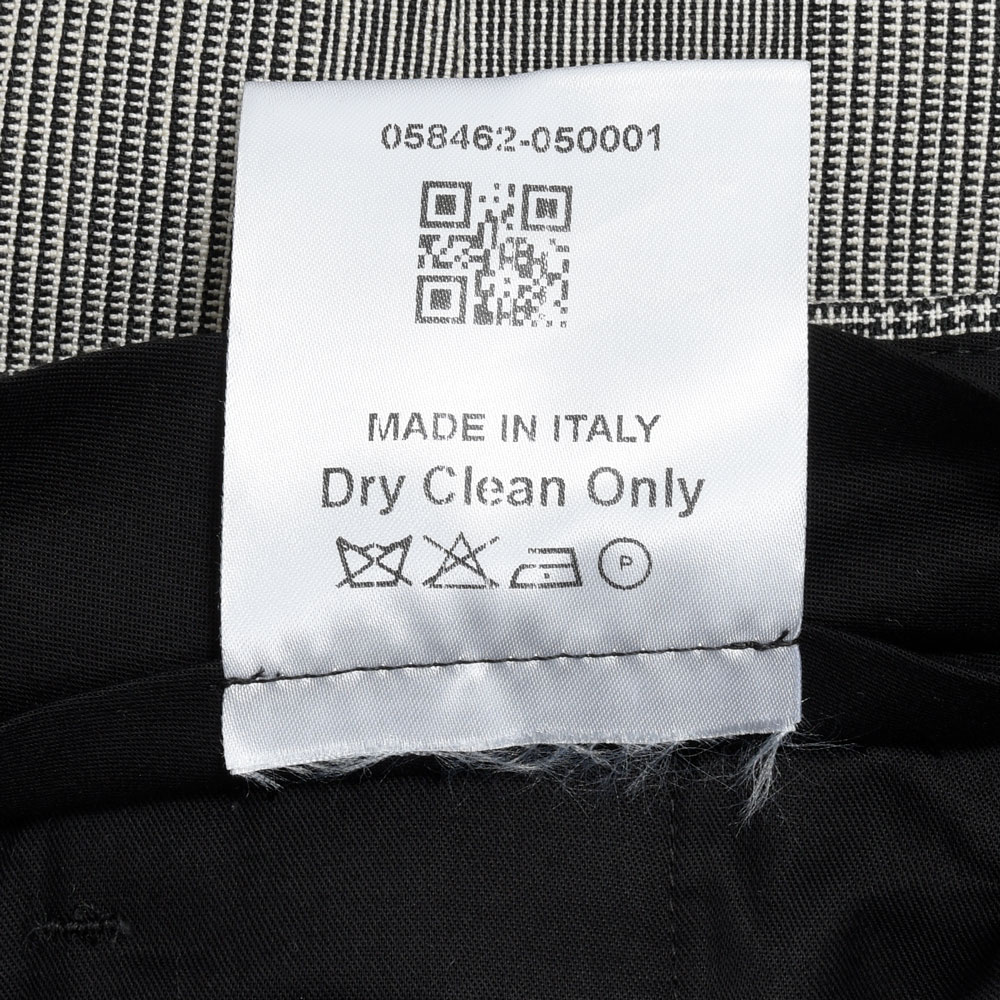 058462-050001
MADE IN ITALY
Dry Clean Only
P